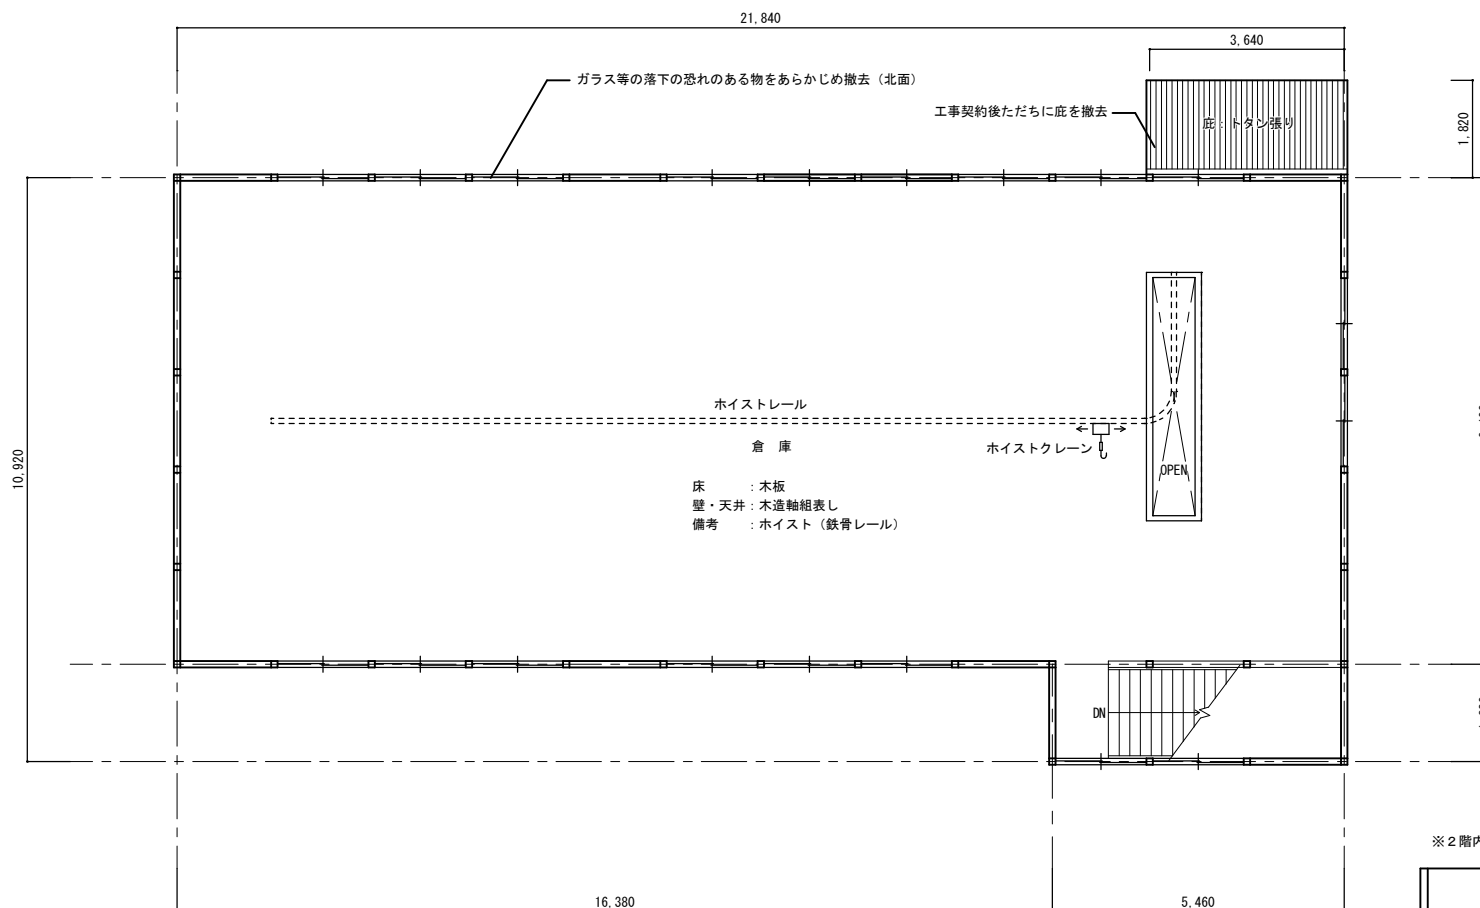 21,840
3,640
ガラス等の落下の恐れのある物をあらかじめ撤去（北面）
工事契約後ただちに庇を撤去
庇：トタン張り
1,820
10,920
ホイストレール
倉　庫
ホイストクレーン
OPEN
床　　　：木板
壁・天井：木造軸組表し
備考　　：ホイスト（鉄骨レール）
DN
※２階内
16,380
5,460